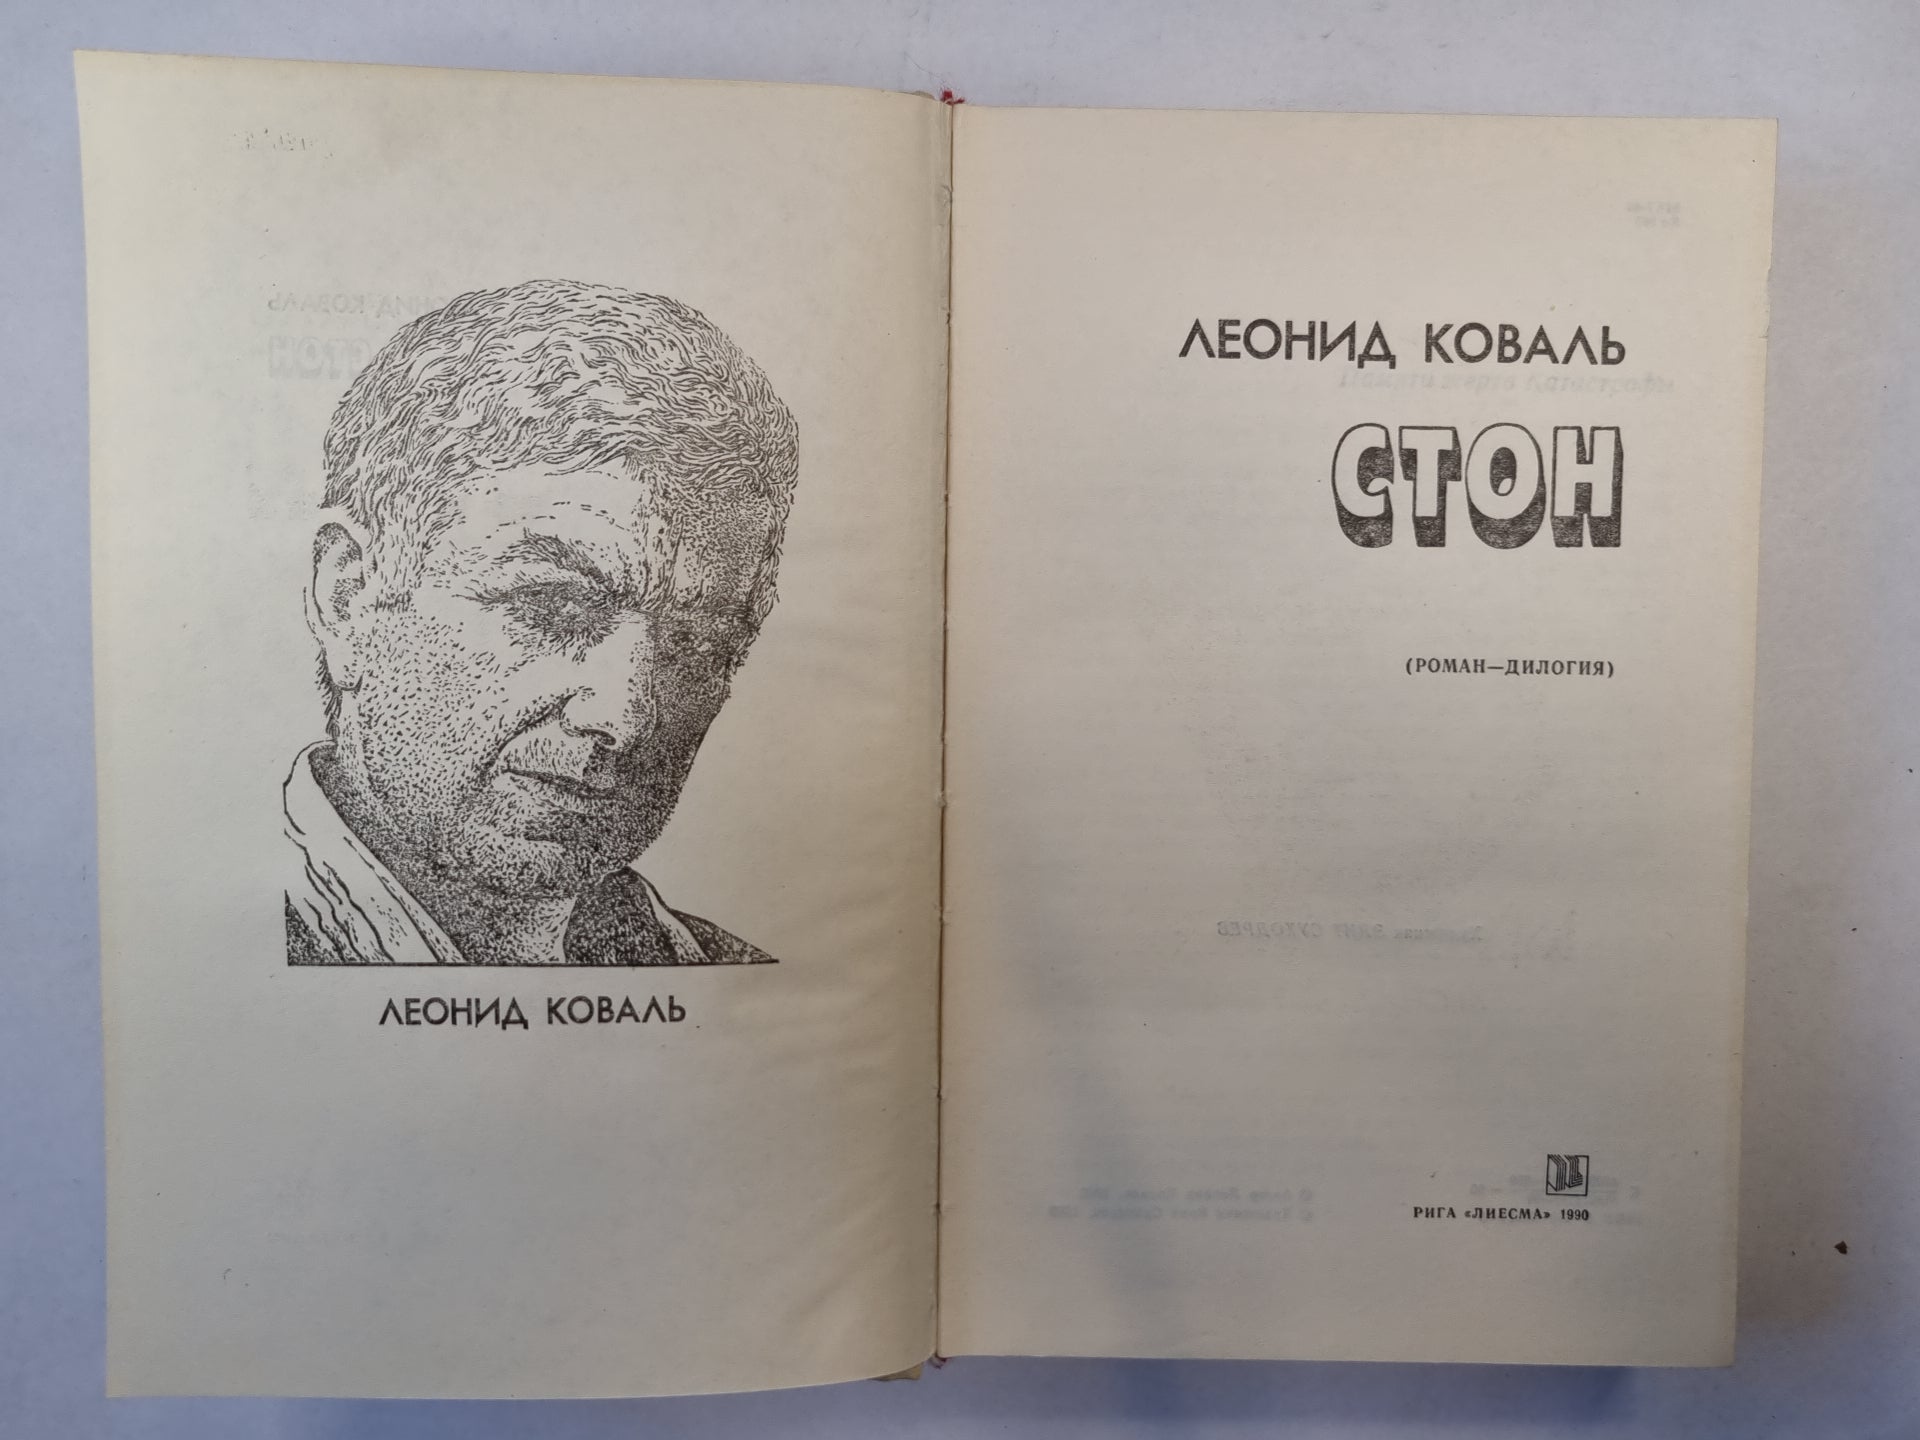 ЛЕОНИД КОВАЛЬ
ЛЕОНИД КОВАЛЬ
СТОН
(РОМАН—ДИЛОГИЯ)
РИГА «ЛИЕСМА» 1990